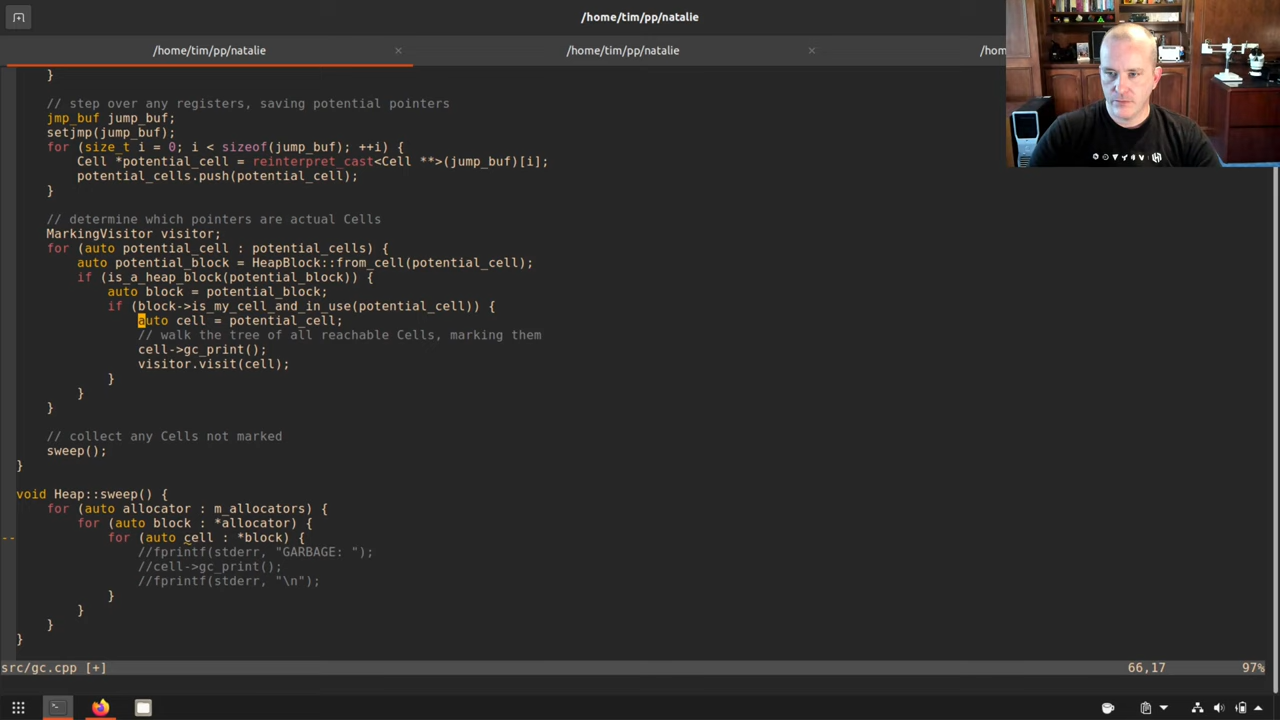 /home/tim/pp/natalie
/home/tim/pp/natalie
/home/tim/pp/natalie
/hom
}
// step over any registers, saving potential pointers
jmp_buf jump_buf;
setjmp(jump_buf);
for (size_t i = 0; i < sizeof(jump_buf); ++i) {
Cell *potential_cell = reinterpret_cast<Cell **>(jump_buf)[i];
potential_cells.push(potential_cell);
}
// determine which pointers are actual Cells
MarkingVisitor visitor;
for (auto potential_cell : potential_cells) {
auto potential_block = HeapBlock::from_cell(potential_cell);
if (is_a_heap_block(potential_block)) {
auto block = potential_block;
if (block->is_my_cell_and_in_use(potential_cell)) {
auto cell = potential_cell;
// walk the tree of all reachable Cells, marking them
cell->gc_print();
visitor.visit(cell);
}
}
}
// collect any Cells not marked
sweep();
}
void Heap::sweep() {
for (auto allocator : m_allocators) {
for (auto block : *allocator) {
-- for (auto cell : *block) {
//fprintf(stderr, "GARBAGE: ");
//cell->gc_print();
//fprintf(stderr, "\n");
}
}
}
}
src/gc.cpp [+] 66,17 97%